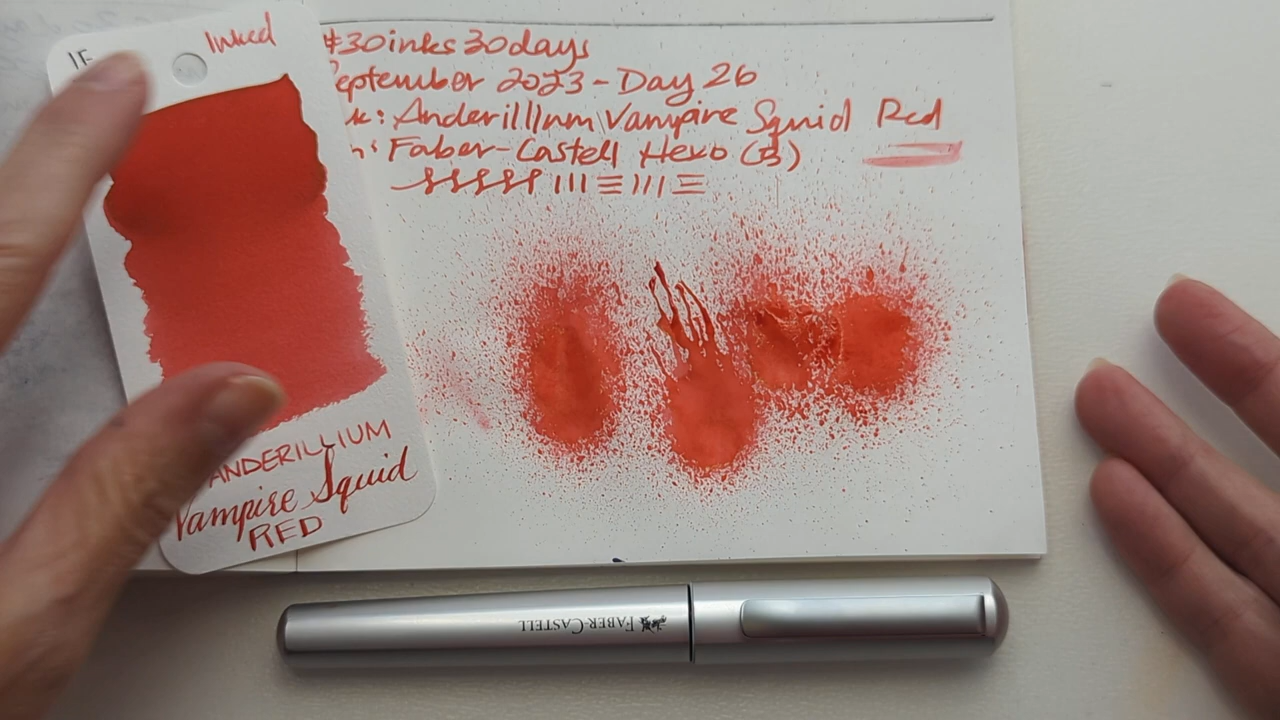 IF
Inked
#30inks30days
September 2023 - Day 26
k: Anderillium Vampire Squid Red
n: Faber-Castell Hexo (B)
ANDERILLIUM
Vampire Squid
RED
FABER-CASTELL